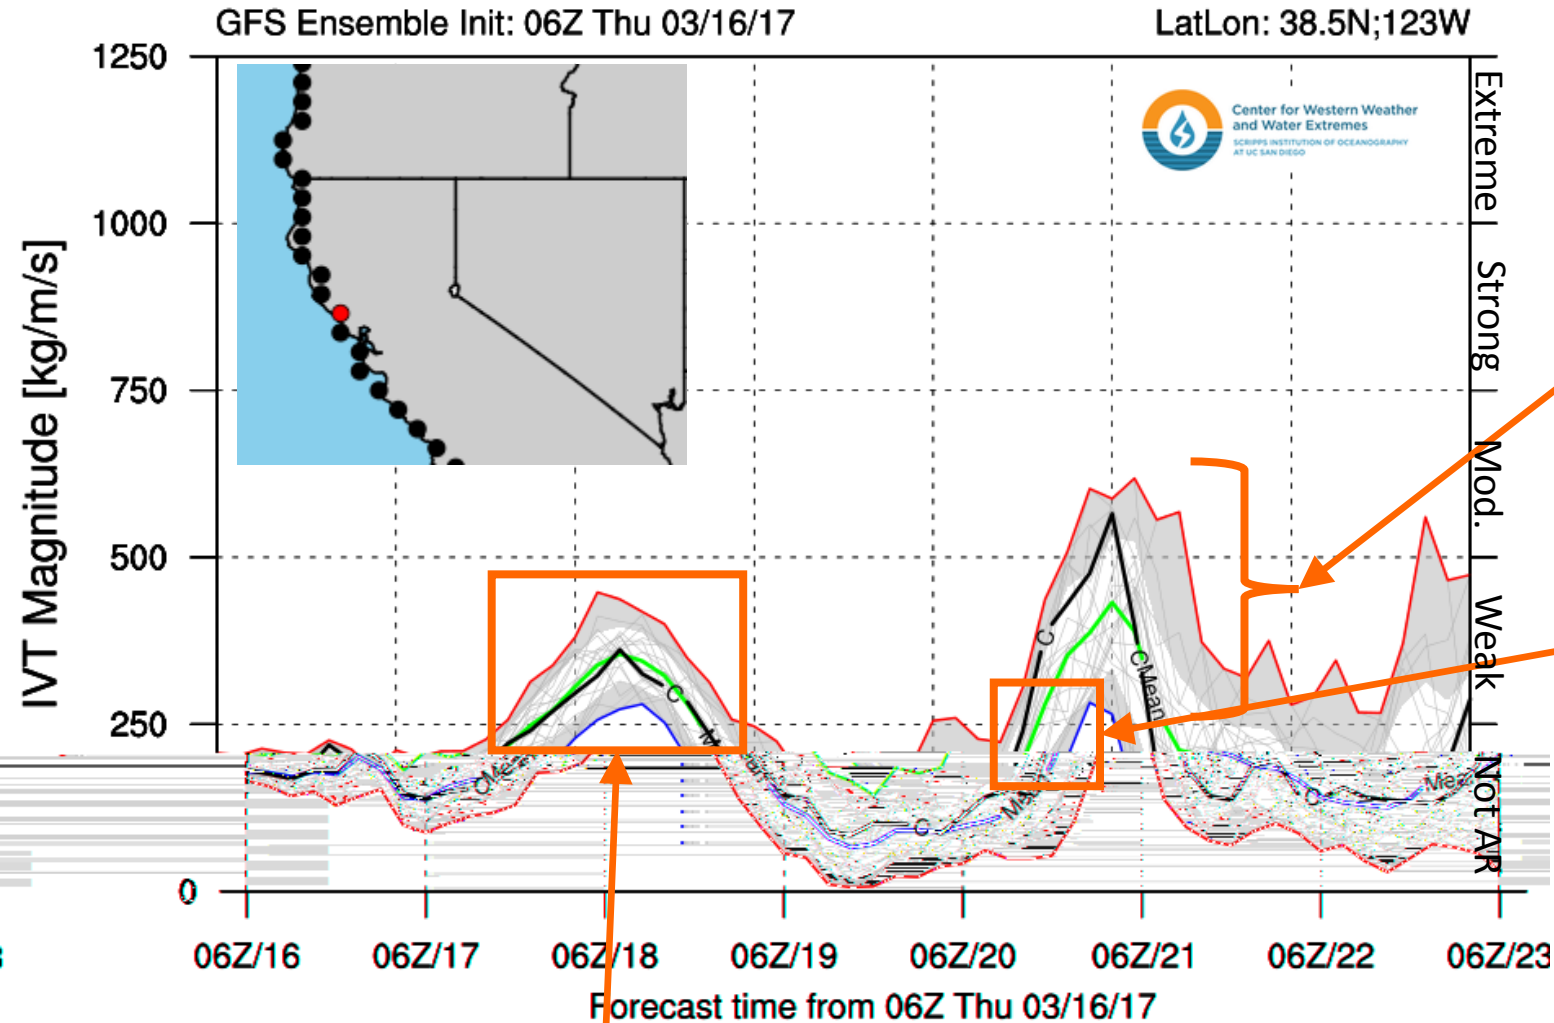 GFS Ensemble Init: 06Z Thu 03/16/17
LatLon: 38.5N;123W
Center for Western Weather
and Water Extremes
SCRIPPS INSTITUTION OF OCEANOGRAPHY
AT UC SAN DIEGO
IVT Magnitude [kg/m/s]
1250
1000
750
500
250
0
Extreme
Strong
Mod.
Weak
Not AR
C
C
C
Mean
C
Mean
C
C
Mean
06Z/16
06Z/17
06Z/18
06Z/19
06Z/20
06Z/21
06Z/22
06Z/23
Forecast time from 06Z Thu 03/16/17